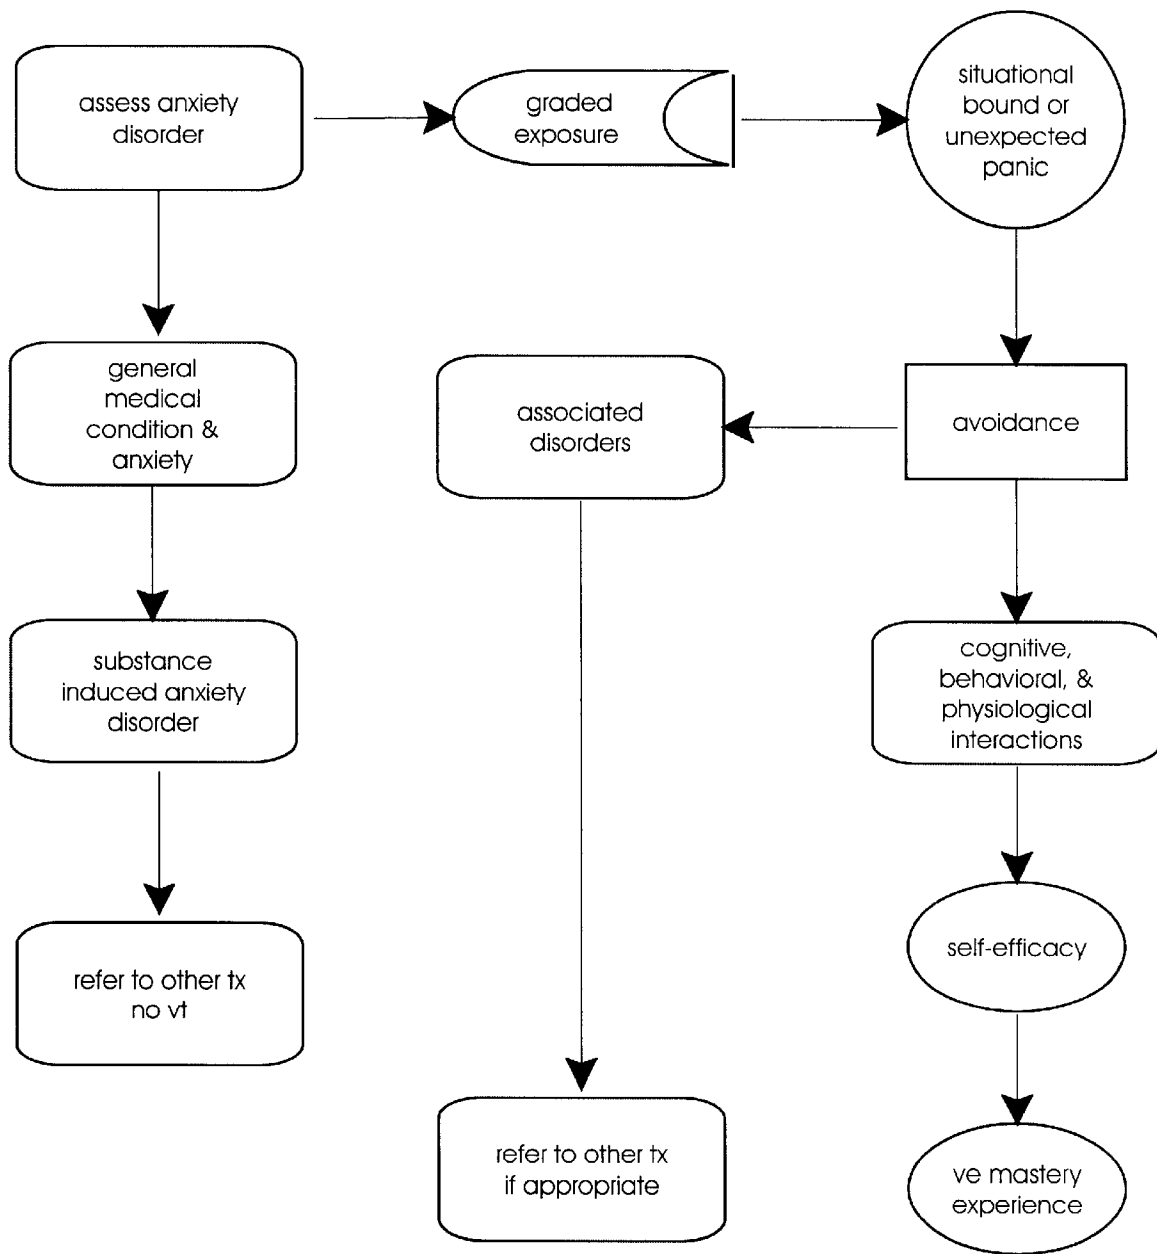 assess anxiety
disorder
graded
exposure
situational
bound or
unexpected
panic
general
medical
condition &
anxiety
associated
disorders
avoidance
substance
induced anxiety
disorder
cognitive,
behavioral, &
physiological
interactions
refer to other tx
no vt
self-efficacy
refer to other tx
if appropriate
ve mastery
experience